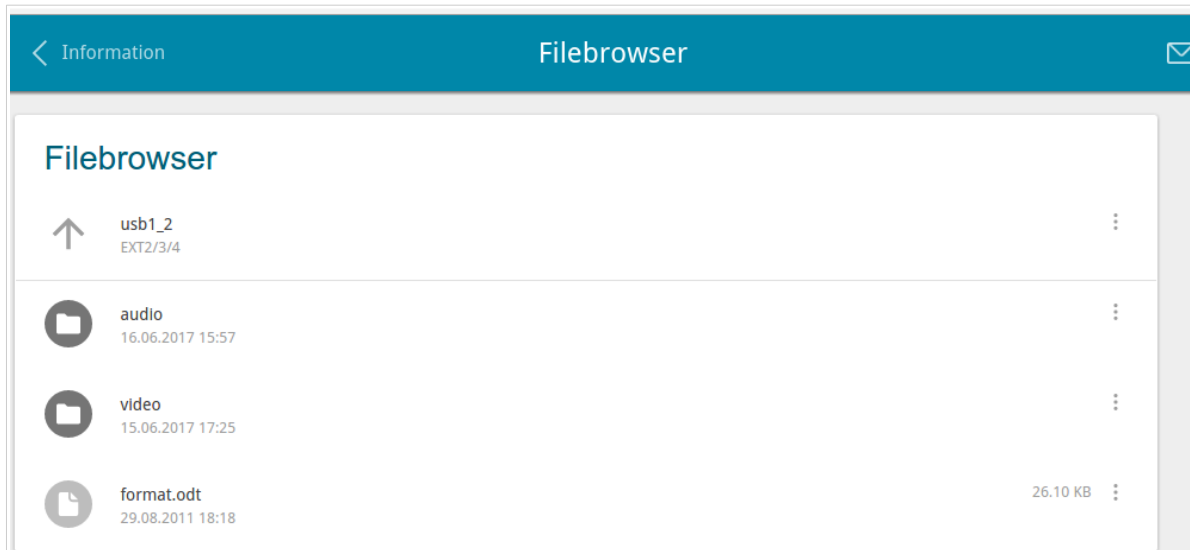 Information
Filebrowser
Filebrowser
usb1_2
EXT2/3/4
audio
16.06.2017 15:57
video
15.06.2017 17:25
format.odt
26.10 KB
29.08.2011 18:18